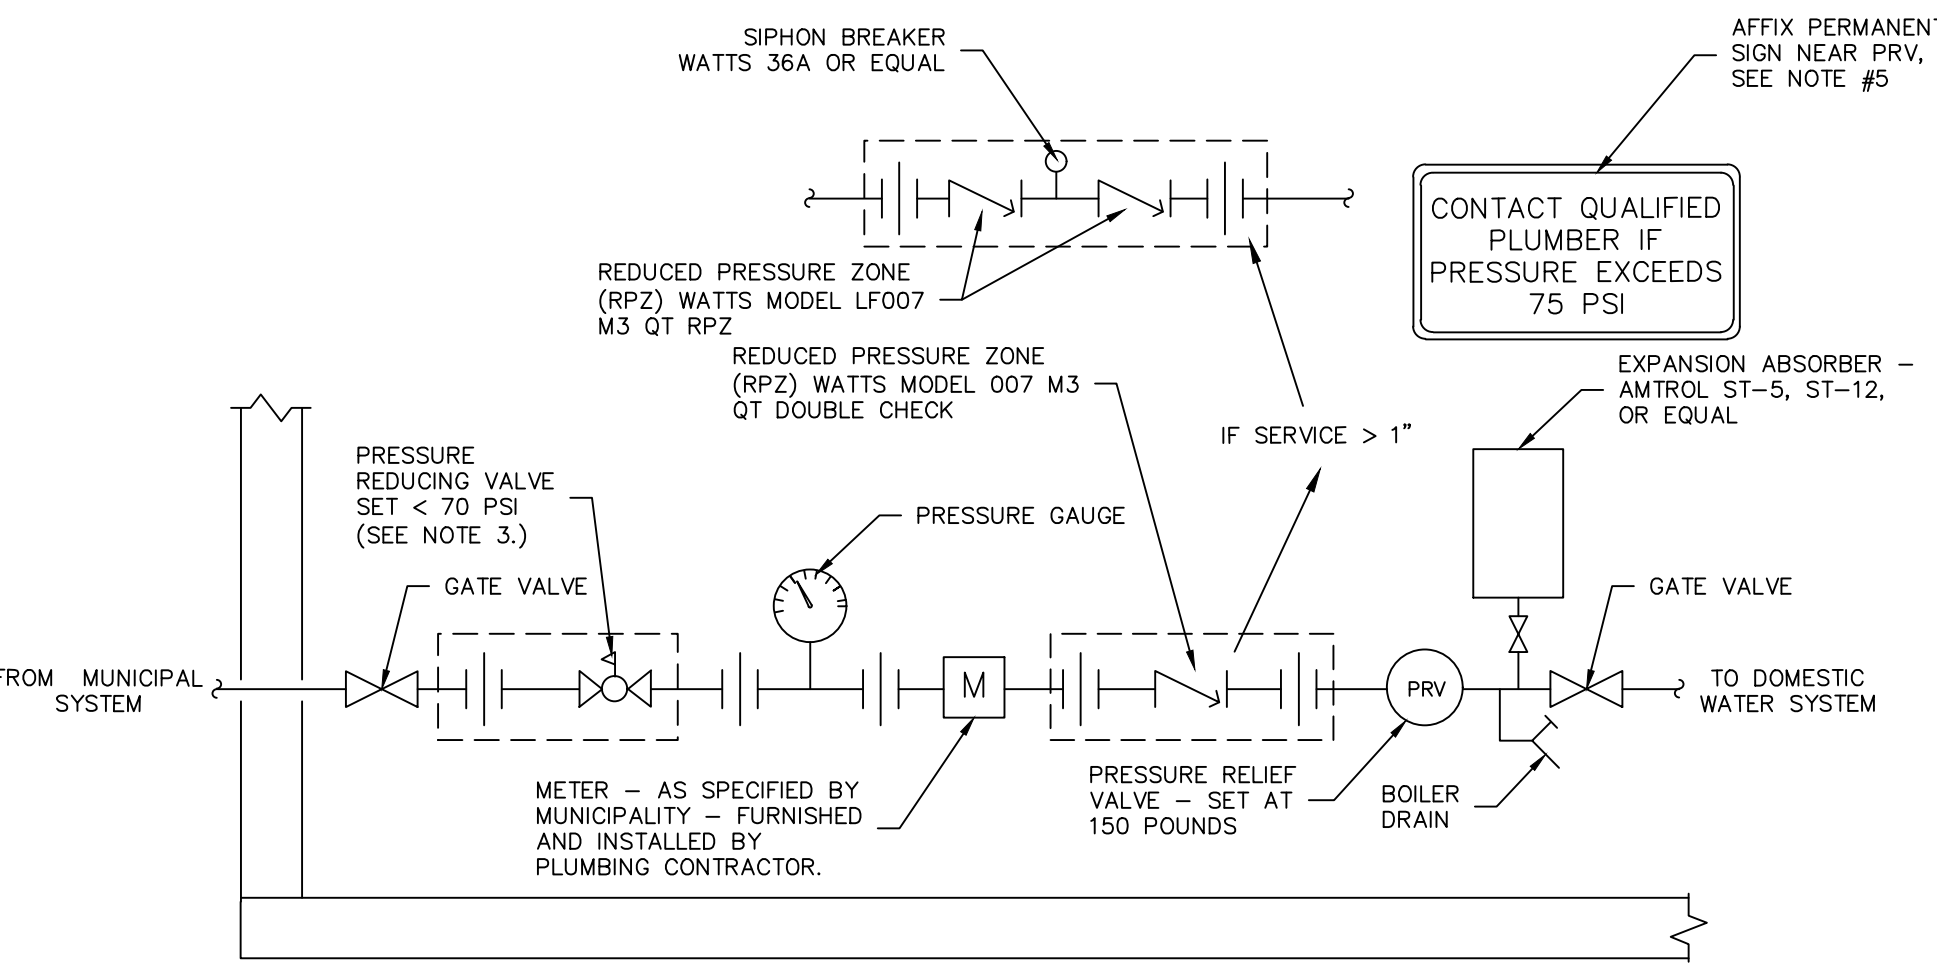 SIPHON BREAKER
WATTS 36A OR EQUAL
AFFIX PERMANENT
SIGN NEAR PRV,
SEE NOTE #5
CONTACT QUALIFIED
PLUMBER IF
PRESSURE EXCEEDS
75 PSI
REDUCED PRESSURE ZONE
(RPZ) WATTS MODEL LF007
M3 QT RPZ
REDUCED PRESSURE ZONE
(RPZ) WATTS MODEL 007 M3
QT DOUBLE CHECK
EXPANSION ABSORBER –
AMTROL ST–5, ST–12,
OR EQUAL
IF SERVICE > 1”
PRESSURE
REDUCING VALVE
SET < 70 PSI
(SEE NOTE 3.)
PRESSURE GAUGE
GATE VALVE
GATE VALVE
FROM MUNICIPAL
SYSTEM
M
PRV
TO DOMESTIC
WATER SYSTEM
METER – AS SPECIFIED BY
MUNICIPALITY – FURNISHED
AND INSTALLED BY
PLUMBING CONTRACTOR.
PRESSURE RELIEF
VALVE – SET AT
150 POUNDS
BOILER
DRAIN